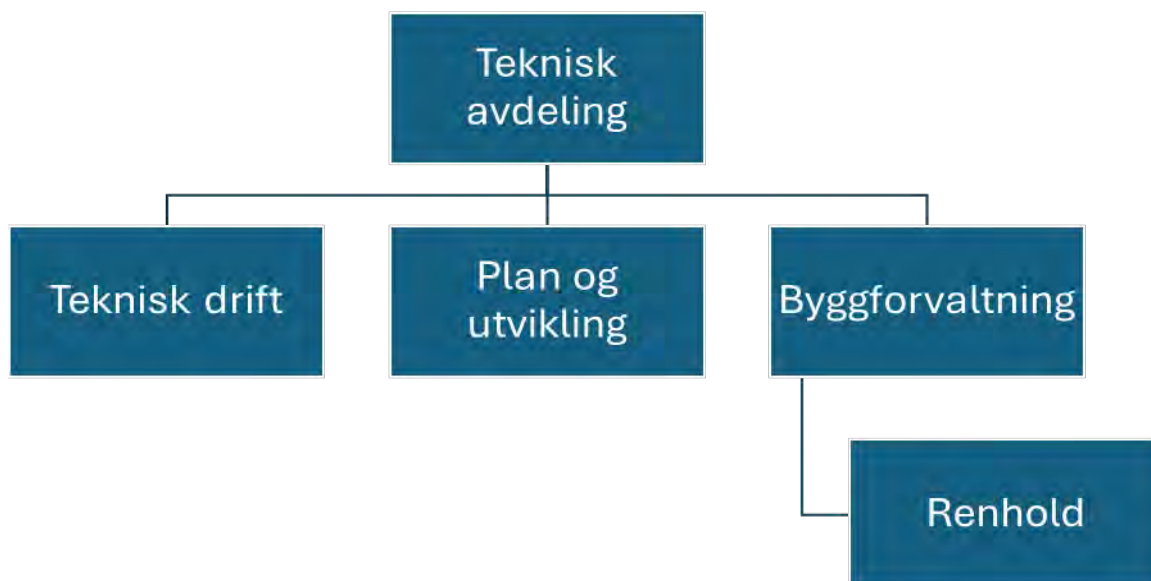 Teknisk
avdeling
Teknisk drift
Plan og
utvikling
Byggforvaltning
Renhold